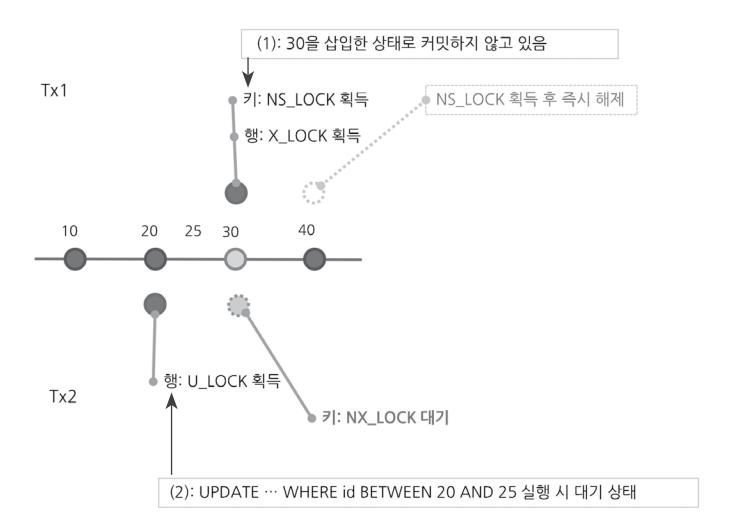 (1): 30을 삽입한 상태로 커밋하지 않고 있음
Tx1
키: NS_LOCK 획득
NS_LOCK 획득 후 즉시 해제
행: X_LOCK 획득
10 20 25 30 40
행: U_LOCK 획득
Tx2
키: NX_LOCK 대기
(2): UPDATE ⋯ WHERE id BETWEEN 20 AND 25 실행 시 대기 상태